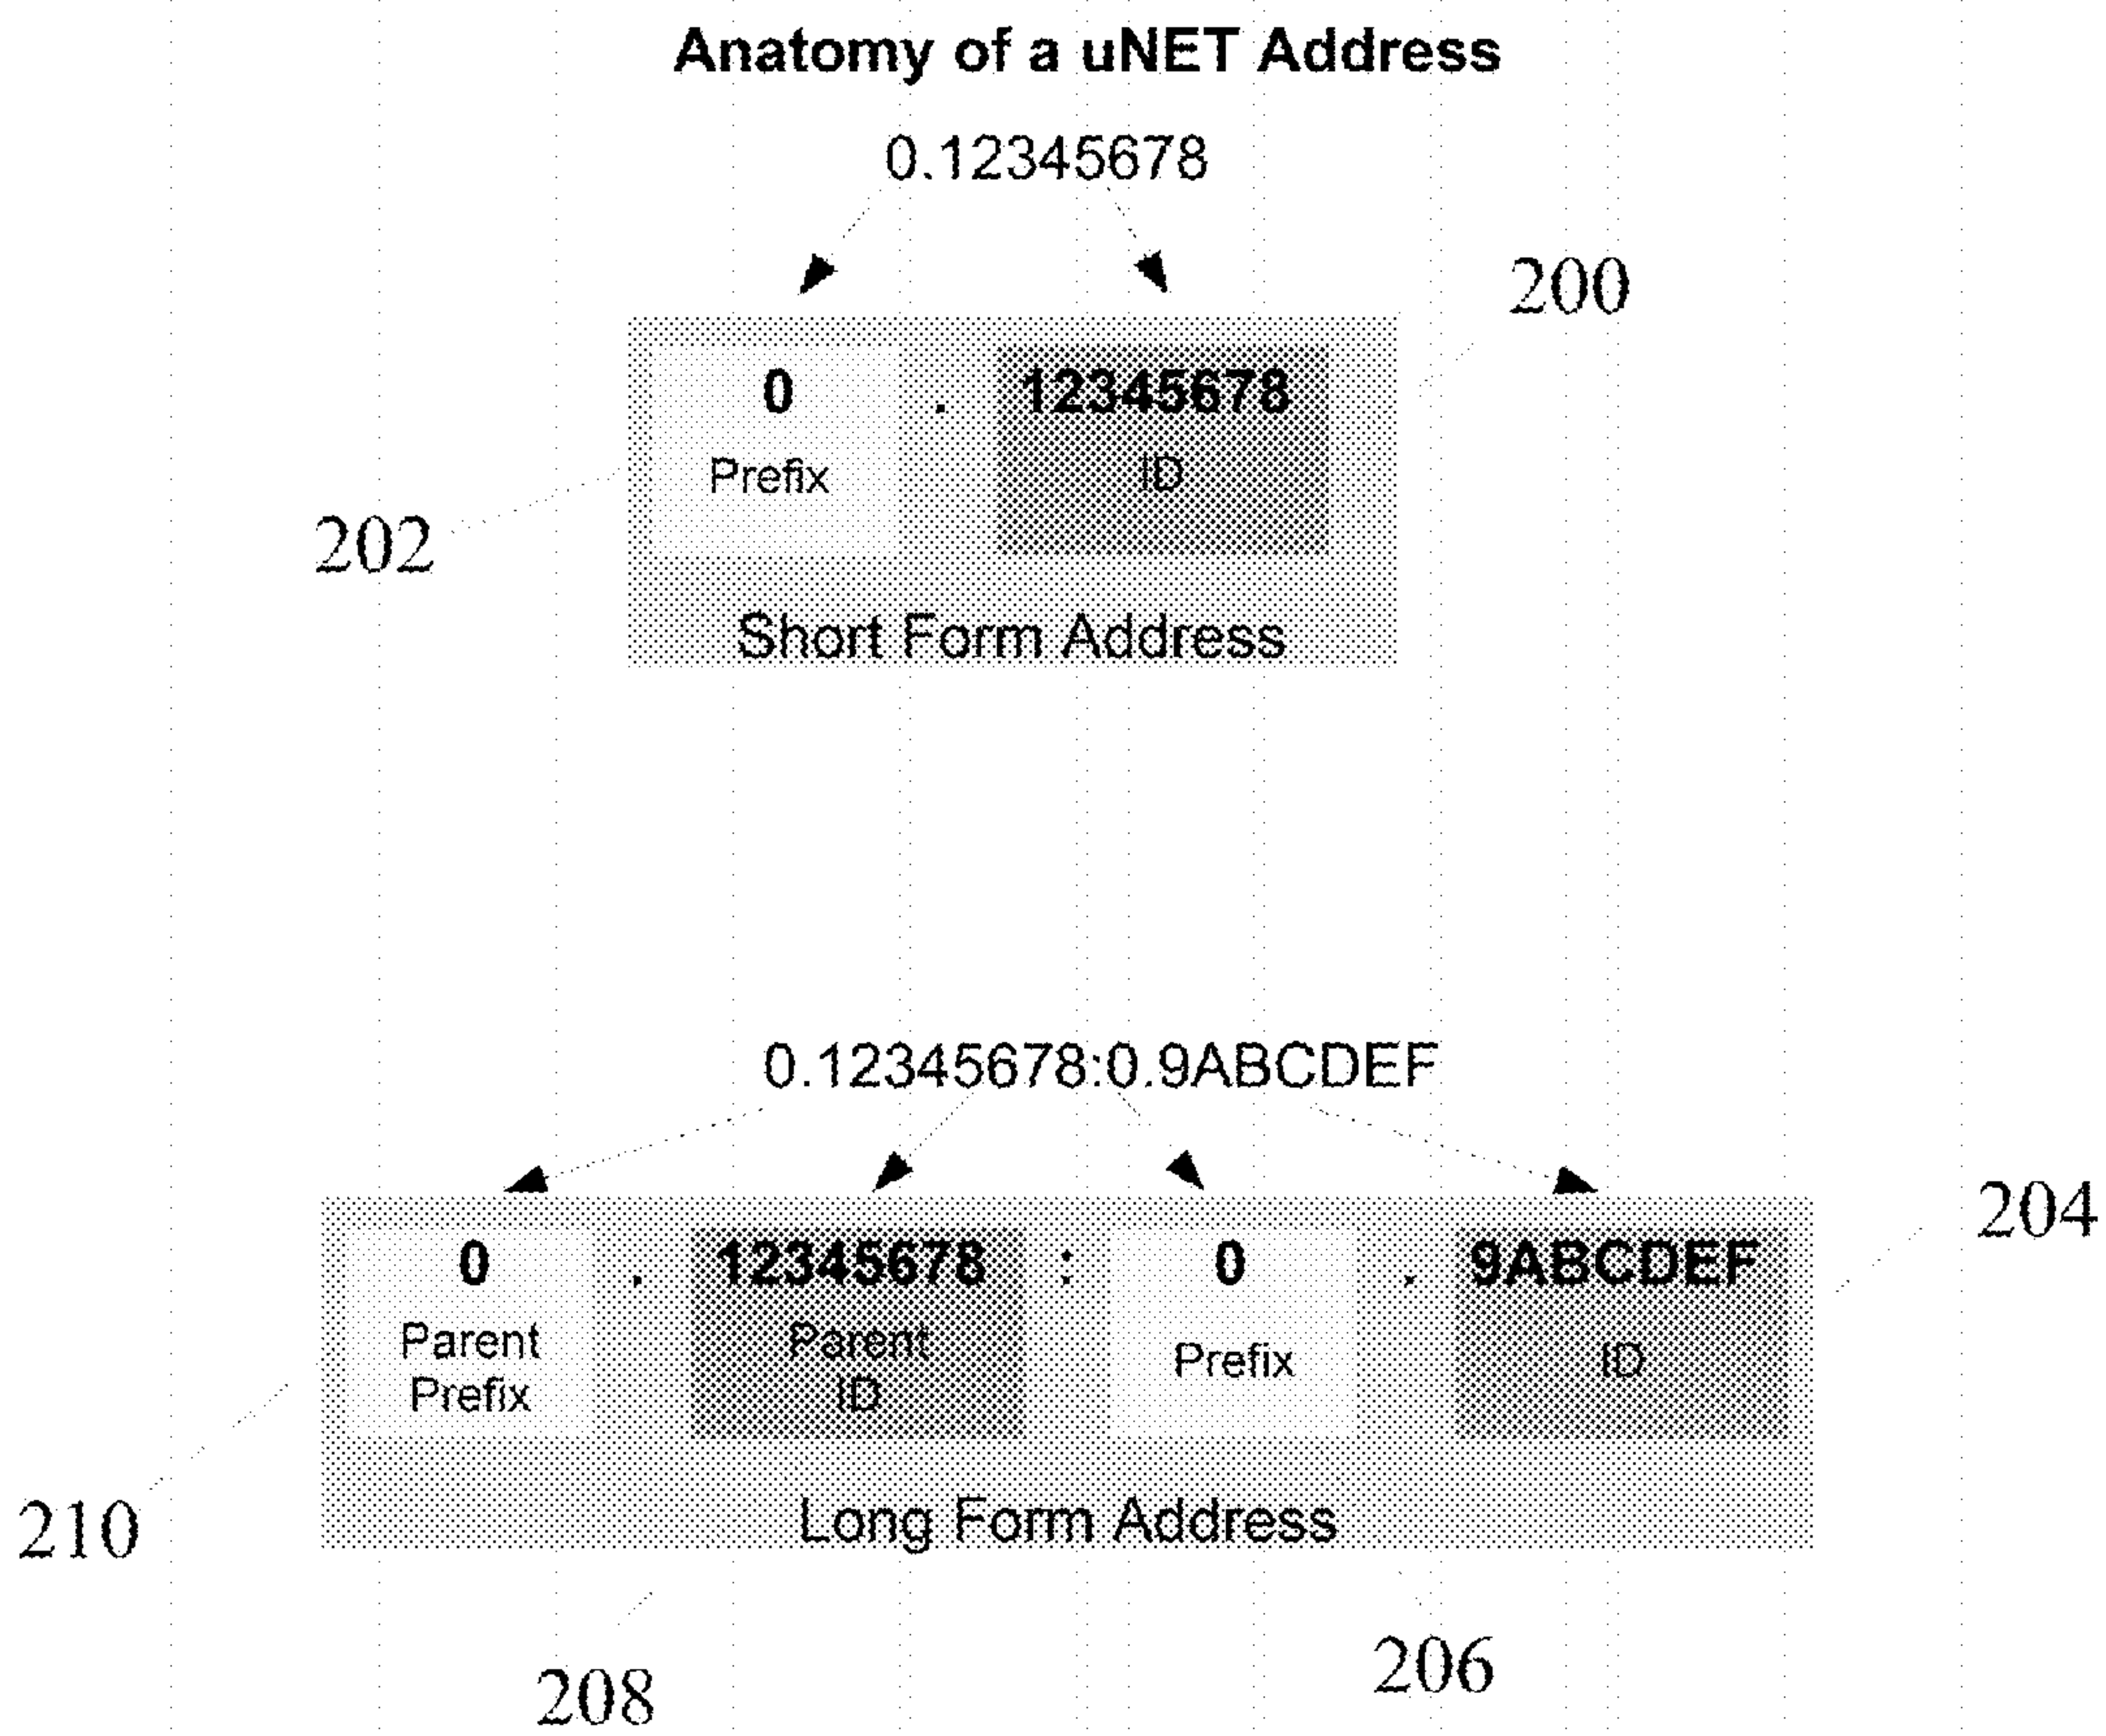 Anatomy of a uNET Address
0.12345678
200
0 . 12345678
Prefix ID
202
Short Form Address
0.12345678:0.9ABCDEF
204
0 . 12345678 : 0 . 9ABCDEF
Parent Prefix Parent ID Prefix ID
210
Long Form Address
208
206